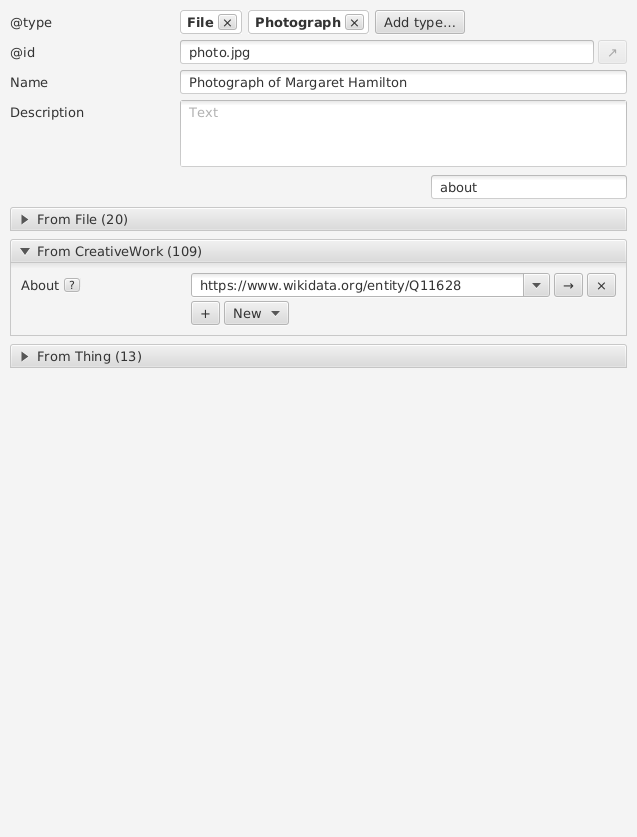 @type File × Photograph × Add type...
@id photo.jpg ↗
Name Photograph of Margaret Hamilton
Description Text
about
From File (20)
From CreativeWork (109)
About ? https://www.wikidata.org/entity/Q11628 → ×
+ New
From Thing (13)